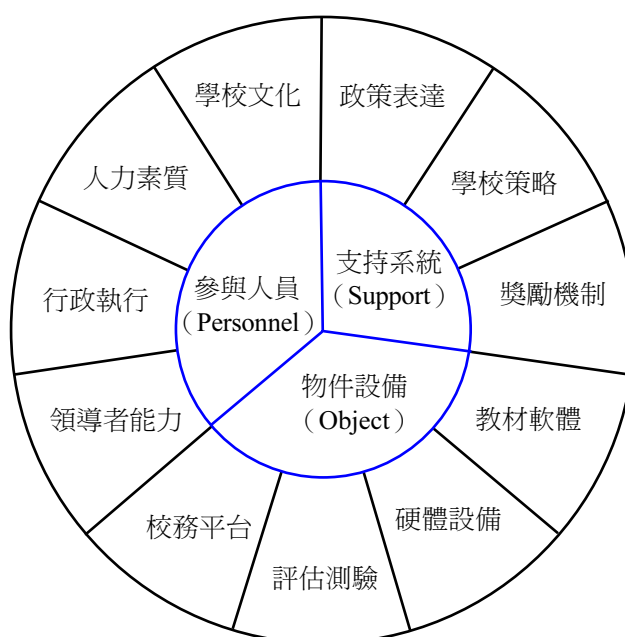 學校文化
政策表達
人力素質
學校策略
支持系統
（Support）
參與人員
（Personnel）
行政執行
獎勵機制
物件設備
（Object）
領導者能力
教材軟體
校務平台
硬體設備
評估測驗